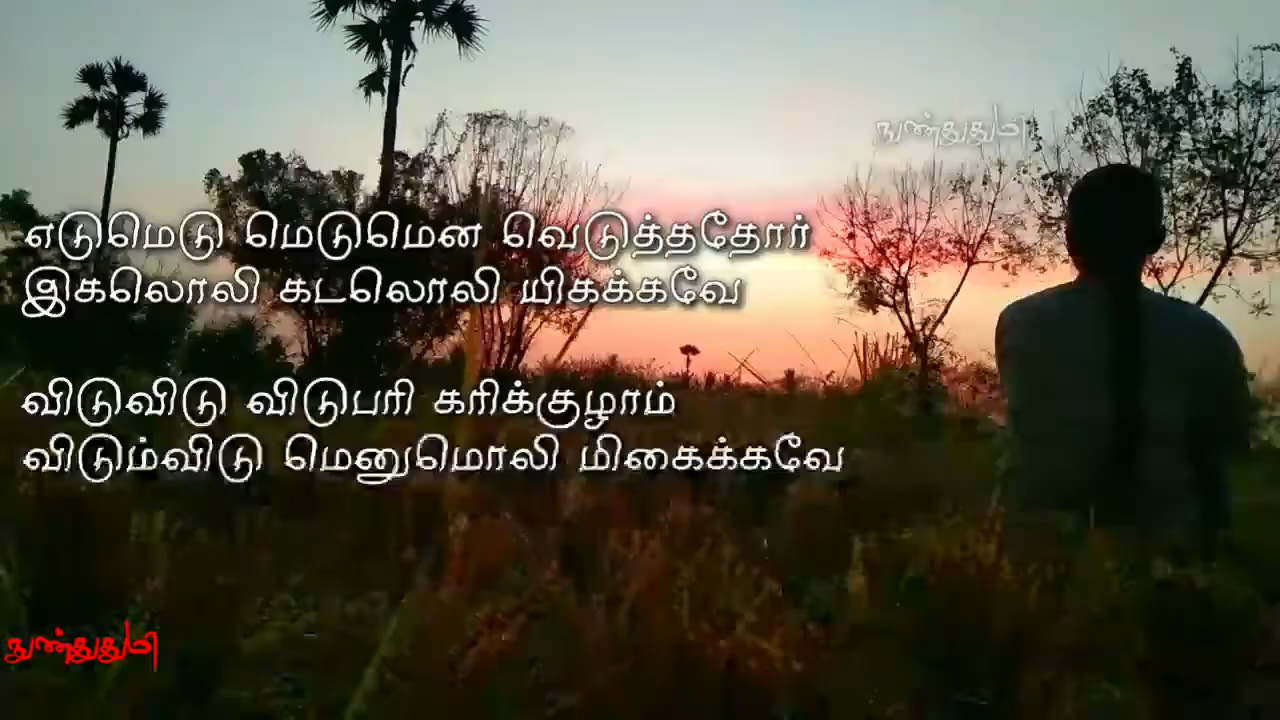 நுண்துதுமி
எடுமெடு மெடுமென வெடுத்ததோர்
இகலொலி கடலொலி யிகக்கவே
விடுவிடு விடுபரி கரிக்குழாம்
விடும்விடு மெனுமொலி மிகைக்கவே
நுண்துதுமி